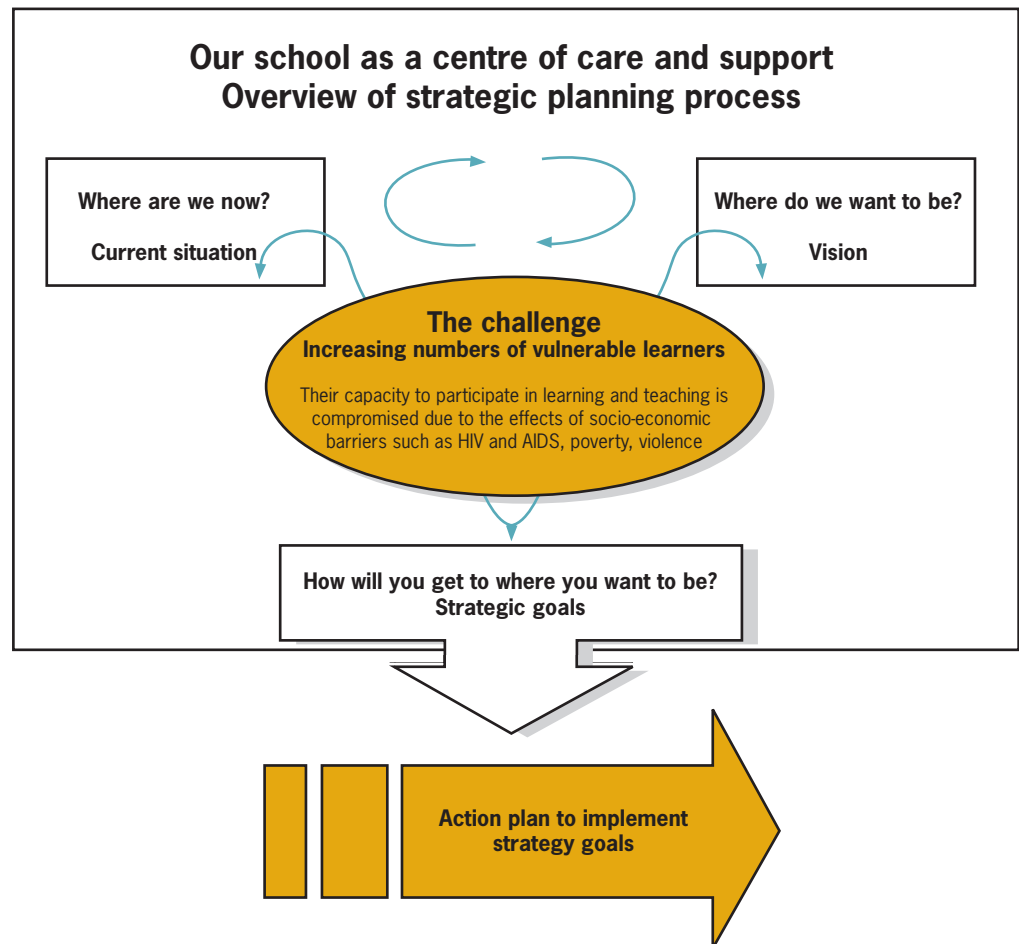 Our school as a centre of care and support
Overview of strategic planning process
Where are we now?
Current situation
Where do we want to be?
Vision
The challenge
Increasing numbers of vulnerable learners
Their capacity to participate in learning and teaching is
compromised due to the effects of socio-economic
barriers such as HIV and AIDS, poverty, violence
How will you get to where you want to be?
Strategic goals
Action plan to implement
strategy goals